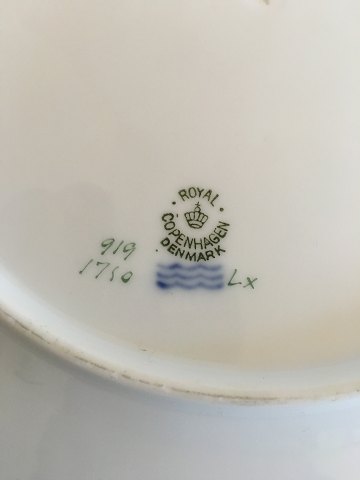 ROYAL
COPENHAGEN
DENMARK
919
1750
Lx